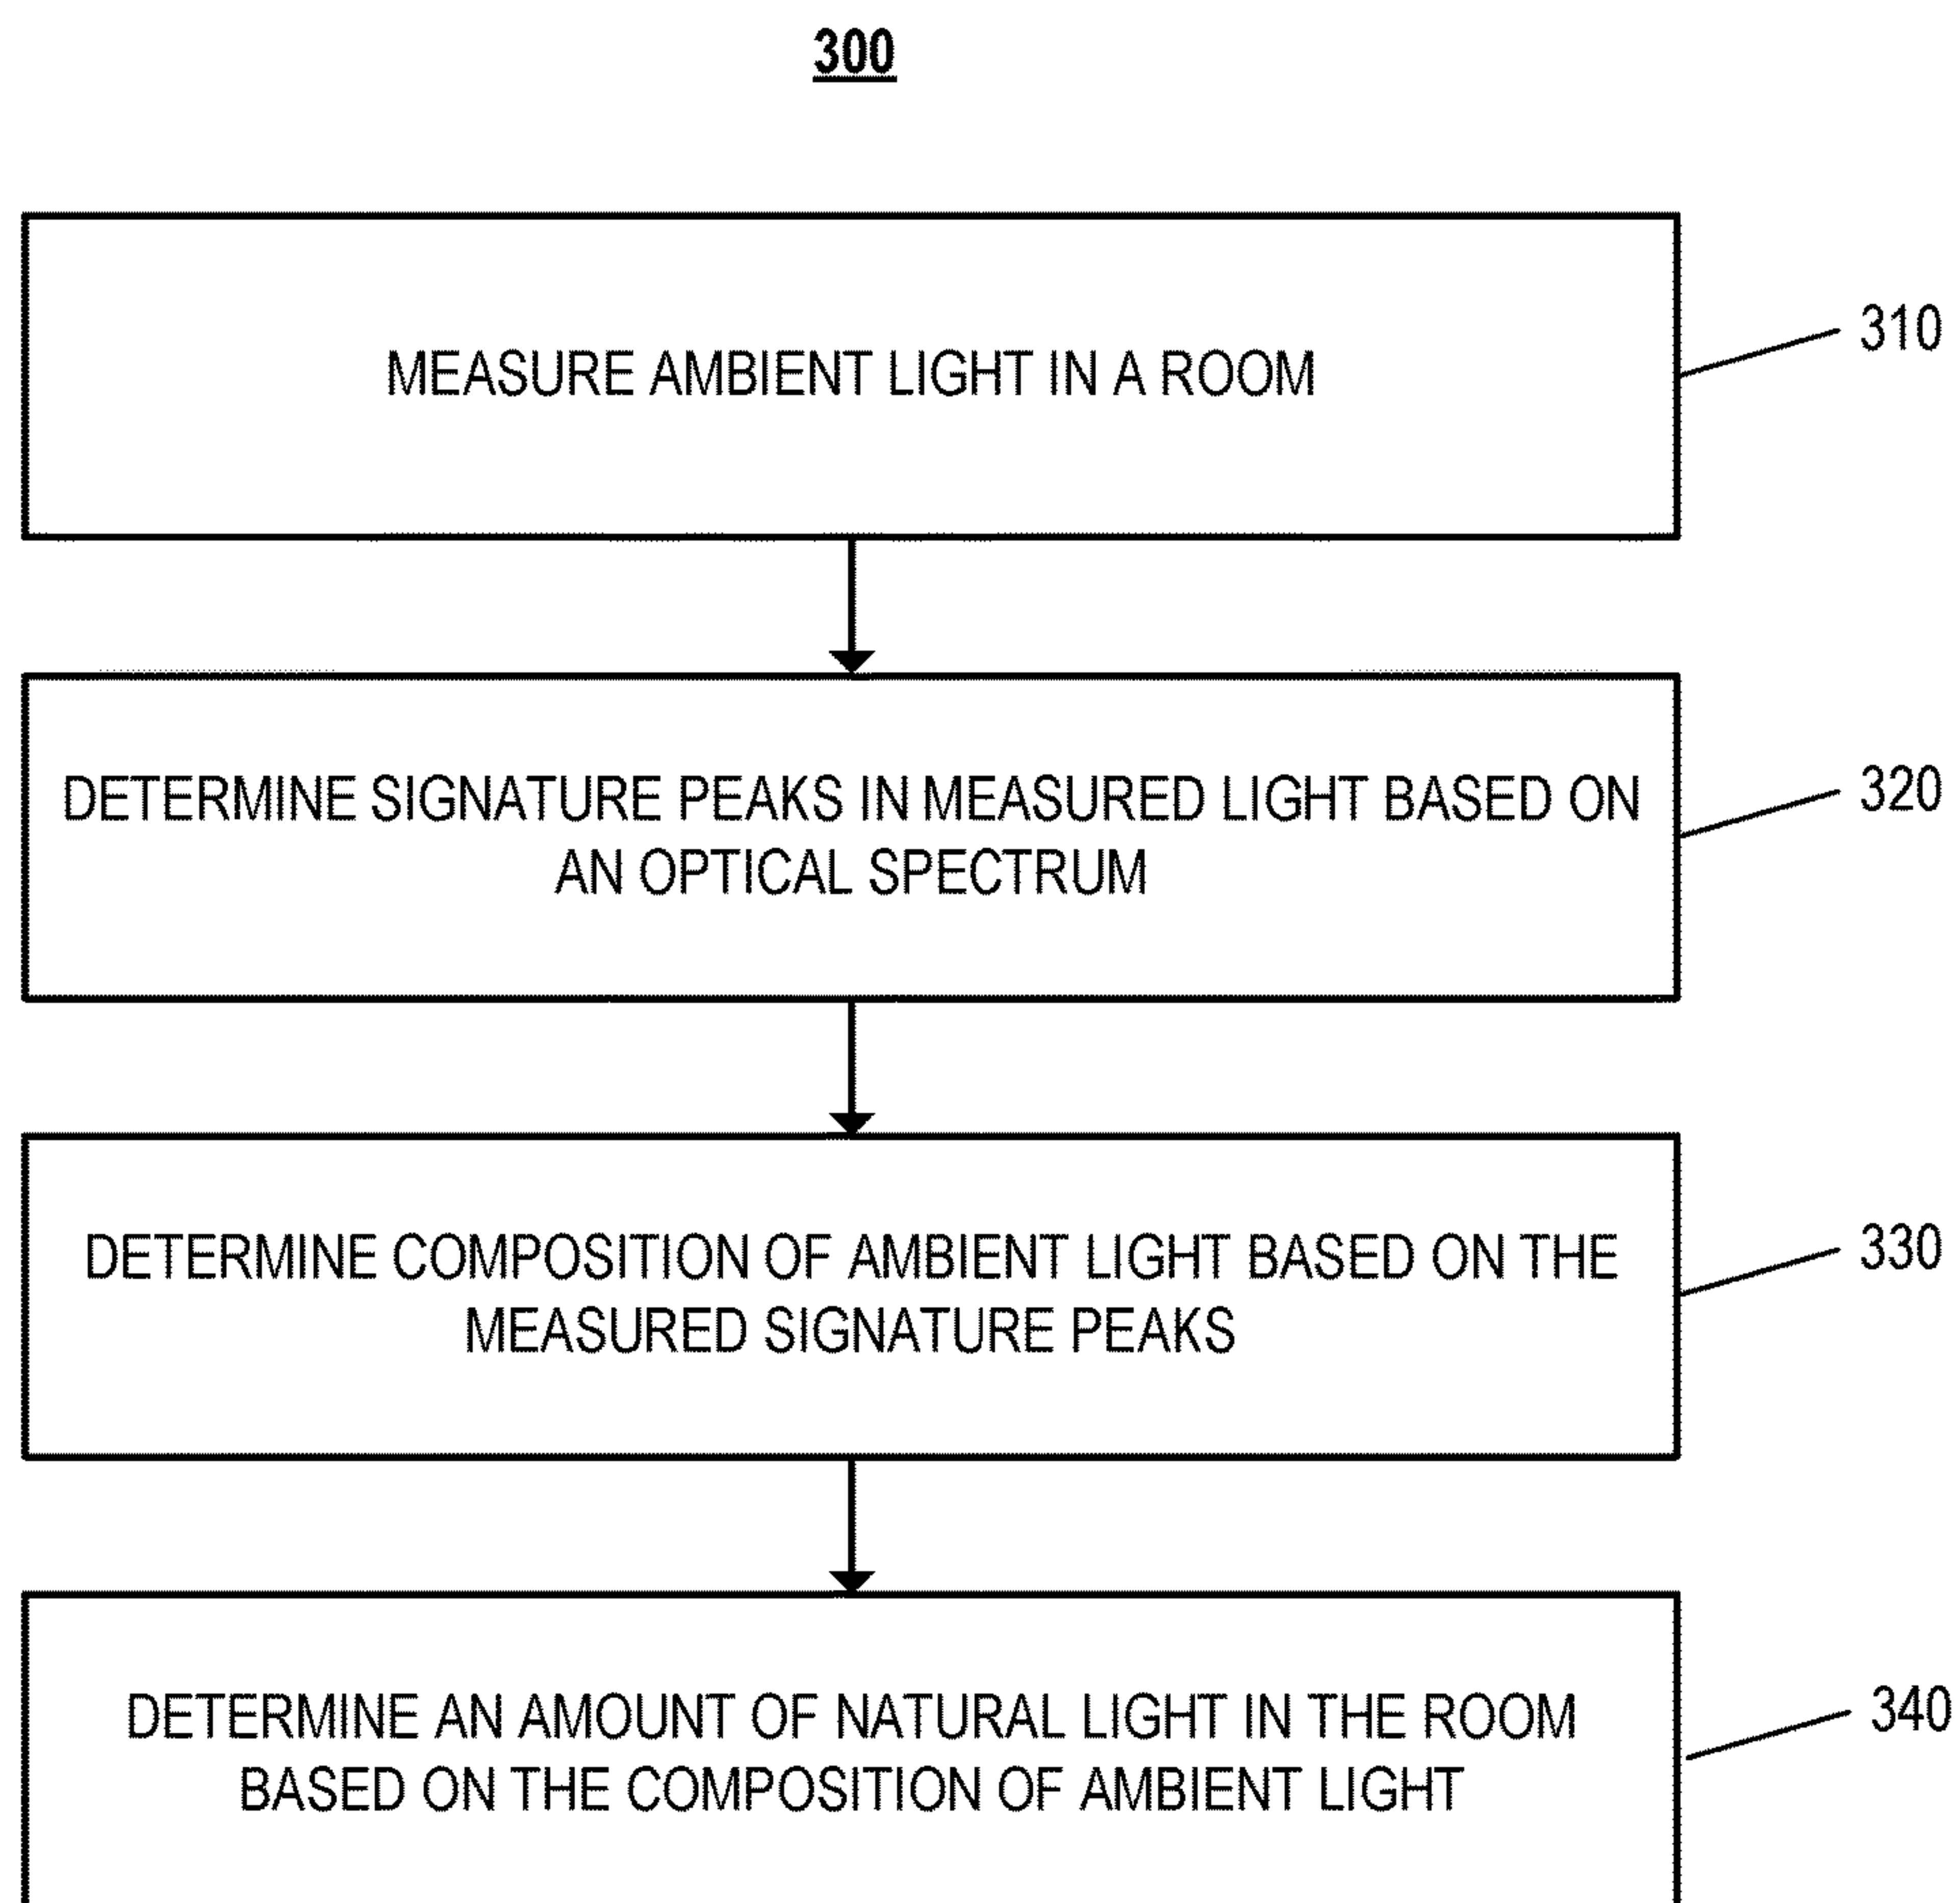 300
MEASURE AMBIENT LIGHT IN A ROOM
310
DETERMINE SIGNATURE PEAKS IN MEASURED LIGHT BASED ON
AN OPTICAL SPECTRUM
320
DETERMINE COMPOSITION OF AMBIENT LIGHT BASED ON THE
MEASURED SIGNATURE PEAKS
330
DETERMINE AN AMOUNT OF NATURAL LIGHT IN THE ROOM
BASED ON THE COMPOSITION OF AMBIENT LIGHT
340